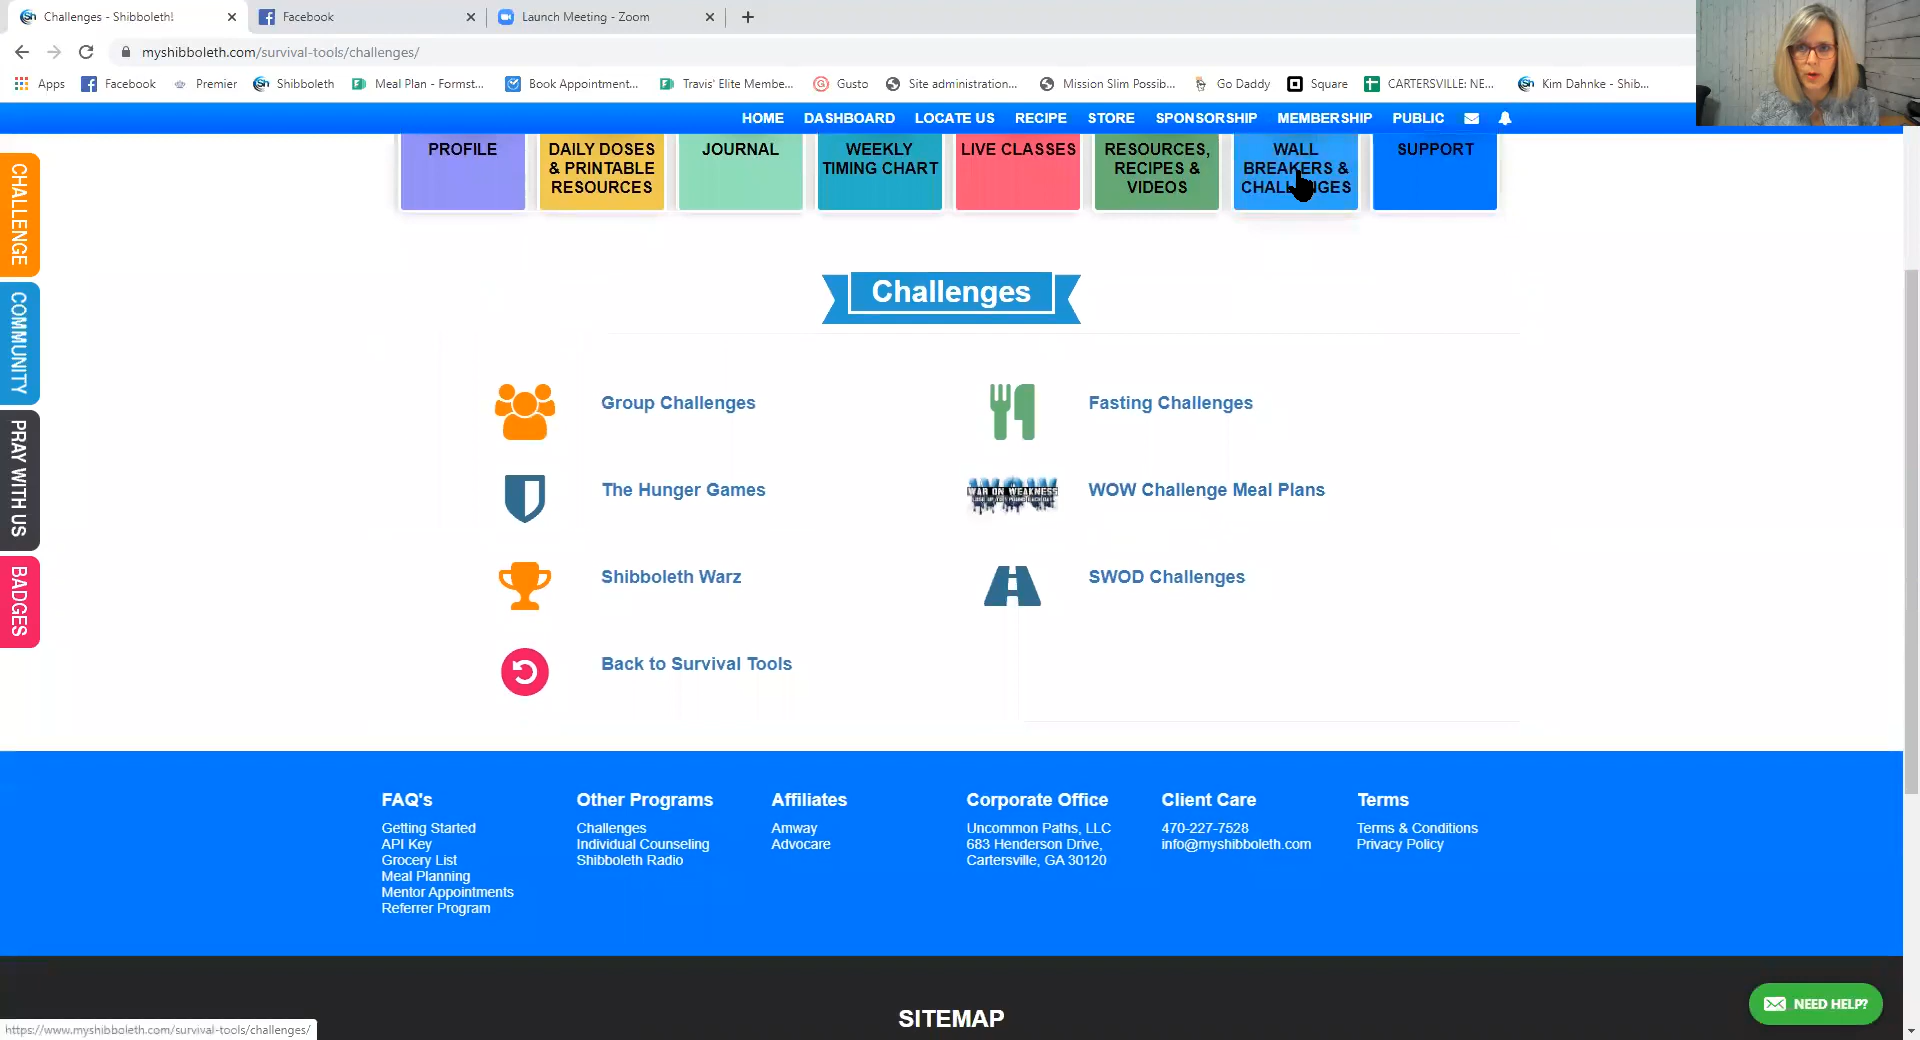 Challenges - Shibboleth!
Facebook
Launch Meeting - Zoom
myshibboleth.com/survival-tools/challenges/
Apps
Facebook
Premier
Shibboleth
Meal Plan - Formst...
Book Appointment...
Travis' Elite Membe...
Gusto
Site administration...
Mission Slim Possib...
Go Daddy
Square
CARTERSVILLE: NE...
Kim Dahnke - Shib...
HOME
DASHBOARD
LOCATE US
RECIPE
STORE
SPONSORSHIP
MEMBERSHIP
PUBLIC
PROFILE
DAILY DOSES
& PRINTABLE
RESOURCES
JOURNAL
WEEKLY
TIMING CHART
LIVE CLASSES
RESOURCES,
RECIPES &
VIDEOS
WALL
BREAKERS &
CHALLENGES
SUPPORT
CHALLENGE
COMMUNITY
PRAY WITH US
BADGES
Challenges
Group Challenges
Fasting Challenges
The Hunger Games
WOW
WAR ON WEAKNESS
WOW Challenge Meal Plans
Shibboleth Warz
SWOD Challenges
Back to Survival Tools
FAQ's
Getting Started
API Key
Grocery List
Meal Planning
Mentor Appointments
Referrer Program
Other Programs
Challenges
Individual Counseling
Shibboleth Radio
Affiliates
Amway
Advocare
Corporate Office
Uncommon Paths, LLC
683 Henderson Drive,
Cartersville, GA 30120
Client Care
470-227-7528
info@myshibboleth.com
Terms
Terms & Conditions
Privacy Policy
SITEMAP
NEED HELP?
https://www.myshibboleth.com/survival-tools/challenges/